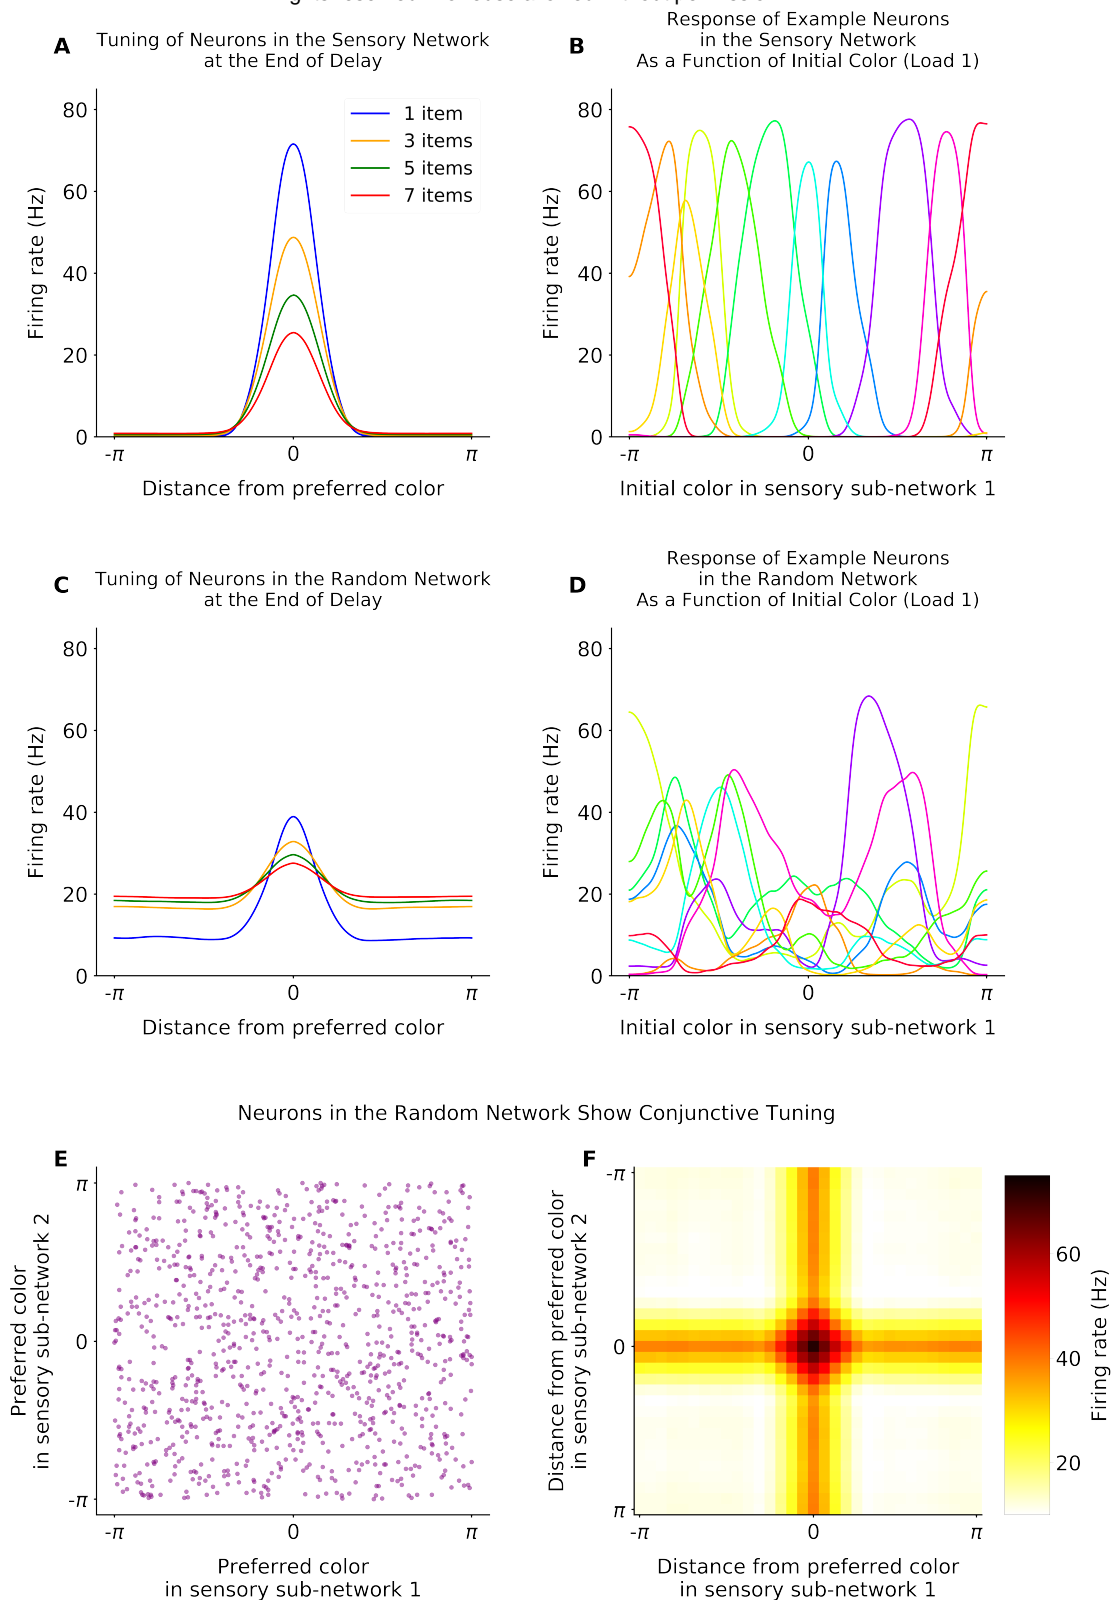 A
Tuning of Neurons in the Sensory Network
at the End of Delay
80
60
40
20
0
Firing rate (Hz)
1 item
3 items
5 items
7 items
-π
0
π
Distance from preferred color
B
Response of Example Neurons
in the Sensory Network
As a Function of Initial Color (Load 1)
80
60
40
20
0
Firing rate (Hz)
-π
0
π
Initial color in sensory sub-network 1
C
Tuning of Neurons in the Random Network
at the End of Delay
80
60
40
20
0
Firing rate (Hz)
-π
0
π
Distance from preferred color
D
Response of Example Neurons
in the Random Network
As a Function of Initial Color (Load 1)
80
60
40
20
0
Firing rate (Hz)
-π
0
π
Initial color in sensory sub-network 1
Neurons in the Random Network Show Conjunctive Tuning
E
Preferred color
in sensory sub-network 2
π
0
-π
-π
0
π
Preferred color
in sensory sub-network 1
F
Distance from preferred color
in sensory sub-network 2
-π
0
π
-π
0
π
Distance from preferred color
in sensory sub-network 1
60
40
20
Firing rate (Hz)